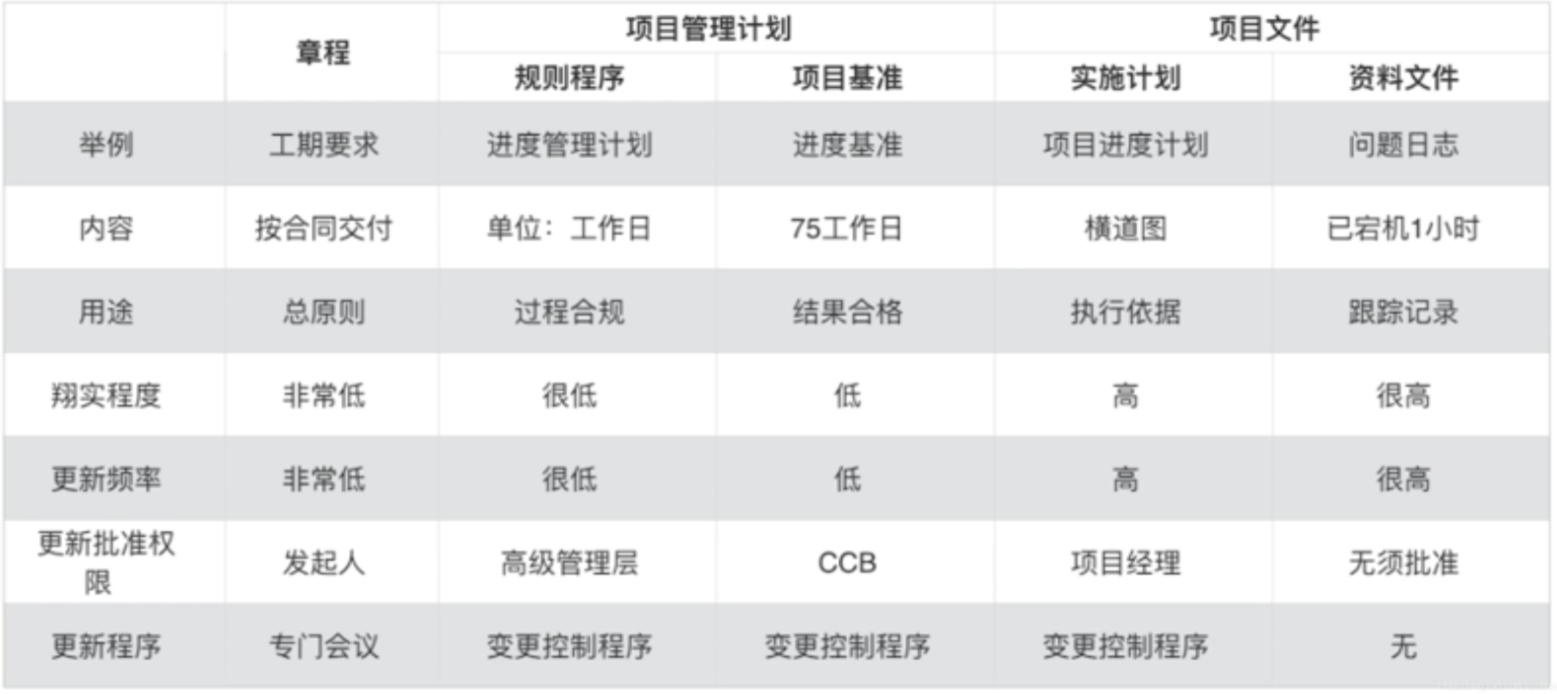 章程 项目管理计划 项目文件
规则程序 项目基准 实施计划 资料文件
举例 工期要求 进度管理计划 进度基准 项目进度计划 问题日志
内容 按合同交付 单位：工作日 75工作日 横道图 已宕机1小时
用途 总原则 过程合规 结果合格 执行依据 跟踪记录
翔实程度 非常低 很低 低 高 很高
更新频率 非常低 很低 低 高 很高
更新批准权
限 发起人 高级管理层 CCB 项目经理 无须批准
更新程序 专门会议 变更控制程序 变更控制程序 变更控制程序 无